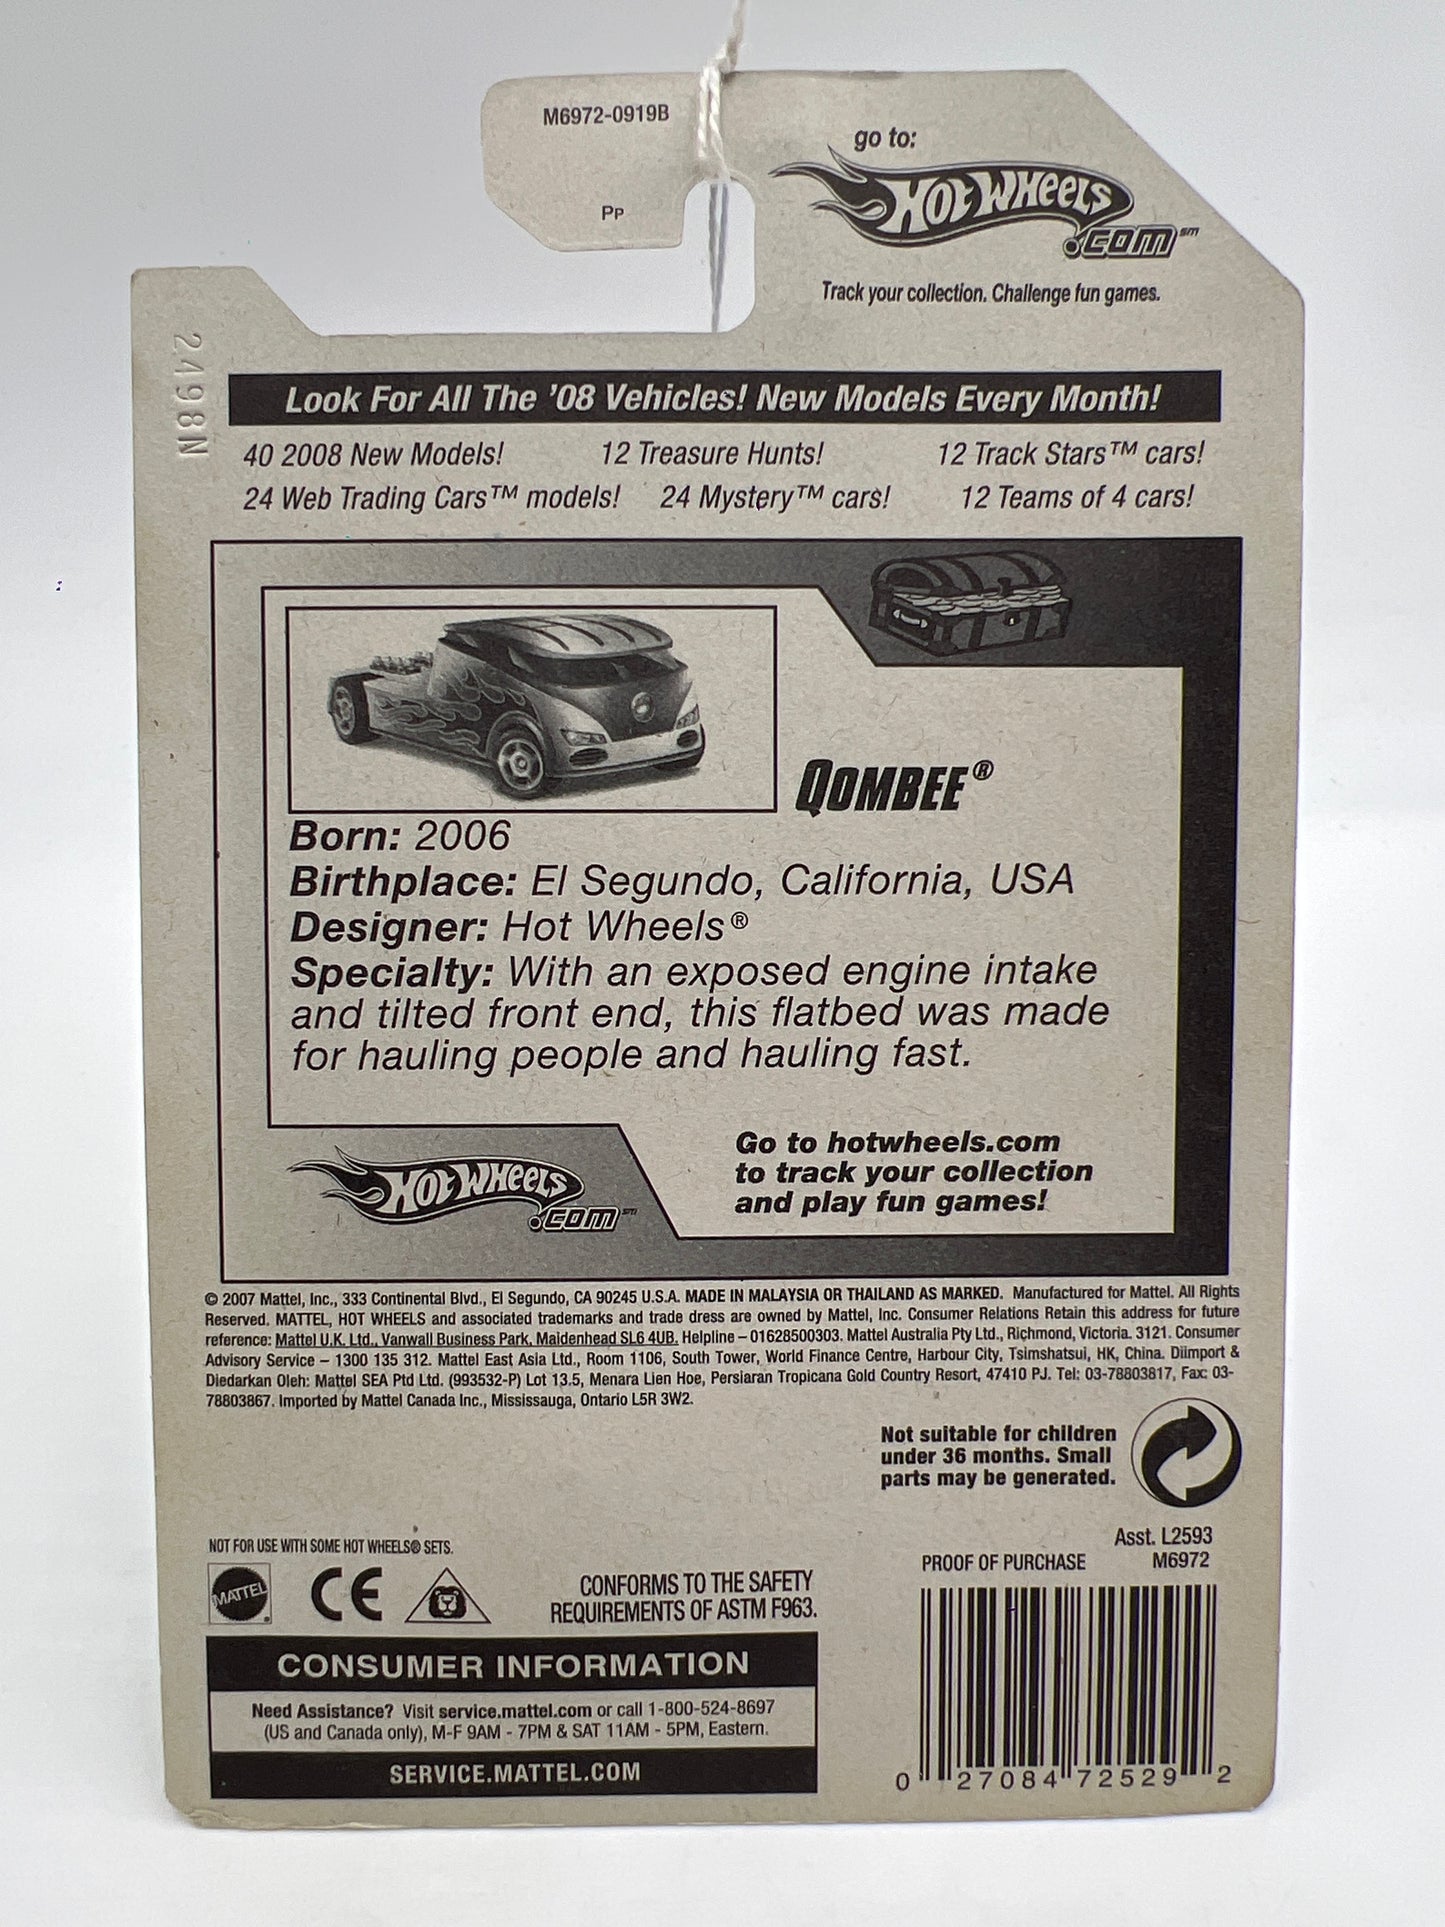 M6972-0919B
PP
go to:
HOT WHEELS
.COM℠
Track your collection. Challenge fun games.
2498N
Look For All The '08 Vehicles! New Models Every Month!
40 2008 New Models! 12 Treasure Hunts! 12 Track Stars™ cars!
24 Web Trading Cars™ models! 24 Mystery™ cars! 12 Teams of 4 cars!
QOMBEE®
Born: 2006
Birthplace: El Segundo, California, USA
Designer: Hot Wheels®
Specialty: With an exposed engine intake
and tilted front end, this flatbed was made
for hauling people and hauling fast.
HOT WHEELS
.COM℠
Go to hotwheels.com
to track your collection
and play fun games!
© 2007 Mattel, Inc., 333 Continental Blvd., El Segundo, CA 90245 U.S.A. MADE IN MALAYSIA OR THAILAND AS MARKED. Manufactured for Mattel. All Rights
Reserved. MATTEL, HOT WHEELS and associated trademarks and trade dress are owned by Mattel, Inc. Consumer Relations Retain this address for future
reference: Mattel U.K. Ltd., Vanwall Business Park, Maidenhead SL6 4UB. Helpline – 01628500303. Mattel Australia Pty Ltd., Richmond, Victoria. 3121. Consumer
Advisory Service – 1300 135 312. Mattel East Asia Ltd., Room 1106, South Tower, World Finance Centre, Harbour City, Tsimshatsui, HK, China. Diimport &
Diedarkan Oleh: Mattel SEA Ptd Ltd. (993532-P) Lot 13.5, Menara Lien Hoe, Persiaran Tropicana Gold Country Resort, 47410 PJ. Tel: 03-78803817, Fax: 03-
78803867. Imported by Mattel Canada Inc., Mississauga, Ontario L5R 3W2.
Not suitable for children
under 36 months. Small
parts may be generated.
NOT FOR USE WITH SOME HOT WHEELS® SETS.
MATTEL
CE
CONFORMS TO THE SAFETY
REQUIREMENTS OF ASTM F963.
Asst. L2593
PROOF OF PURCHASE M6972
CONSUMER INFORMATION
Need Assistance? Visit service.mattel.com or call 1-800-524-8697
(US and Canada only), M-F 9AM - 7PM & SAT 11AM - 5PM, Eastern.
SERVICE.MATTEL.COM
0 27084 72529 2